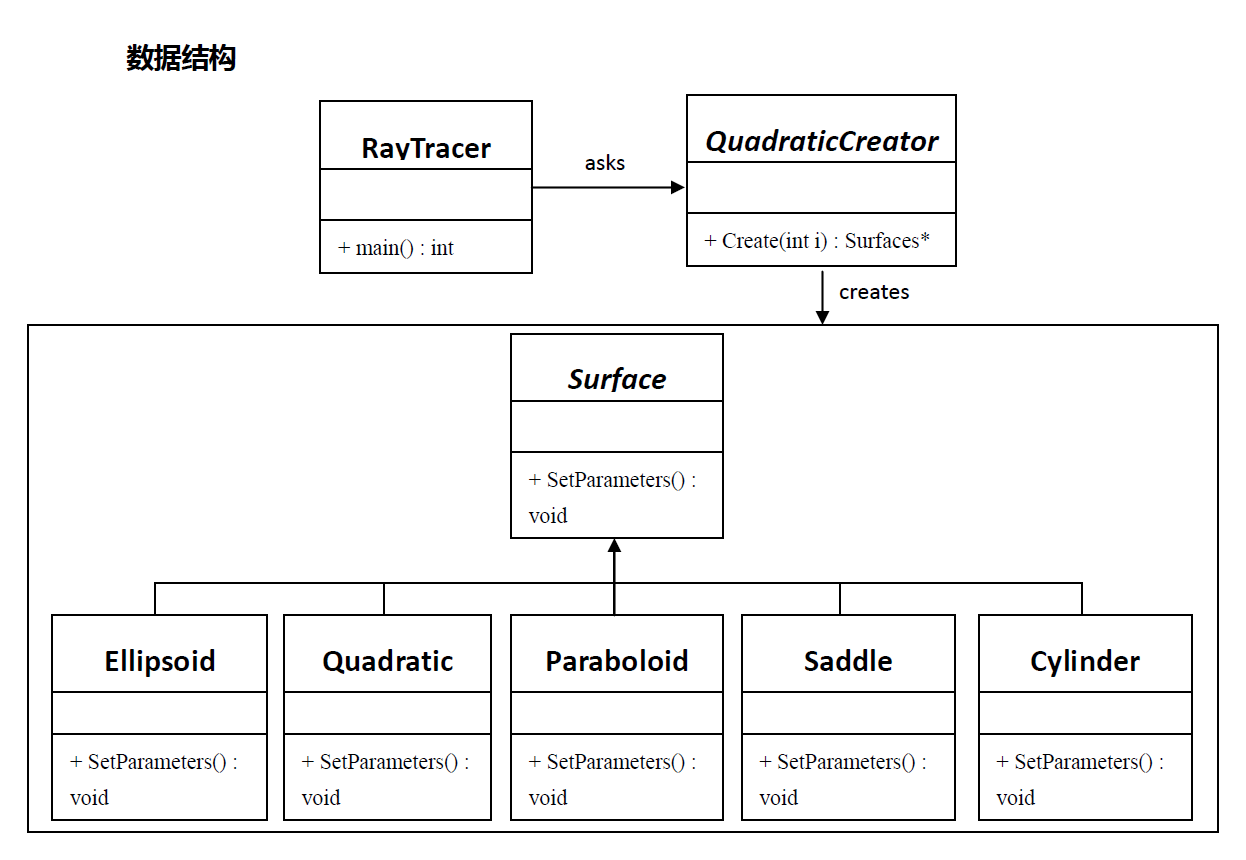 数据结构
RayTracer
+ main() : int
asks
QuadraticCreator
+ Create(int i) : Surfaces*
creates
Surface
+ SetParameters() :
void
Ellipsoid
+ SetParameters() :
void
Quadratic
+ SetParameters() :
void
Paraboloid
+ SetParameters() :
void
Saddle
+ SetParameters() :
void
Cylinder
+ SetParameters() :
void